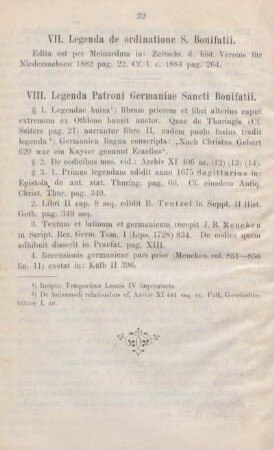 32
VII. Legenda de ordinatione S. Bonifatii.
Edita est per Meinardum in: Zeitschr. d. hist. Vereins für
Niedersachsen 1882 pag. 22. Cf. l. c. 1884 pag. 264.
VIII. Legenda Patroni Germaniae Sancti Bonifatii.
§ 1. Legendae huius¹) librum priorem et libri alterius caput
extremum ex Othlono hausit auctor. Quae de Thuringis (Cf.
Seiters pag. 21) narrantur libro II, eadem paulo fusius tradit
legenda²) Germanica lingua conscripta: „Nach Christus Geburt
620 war ein Kayser genannt Eraelius“.
§ 2. De codicibus mss. vid.: Archiv XI 406 nr. (12) (13) (14).
§ 3. 1. Primus legendam edidit anno 1675 Sagittarius in:
Epistola de ant. stat. Thuring. pag. 60. Cf. eiusdem Antiq.
Christ. Thur. pag. 349.
2. Libri II cap. 8 seq. edidit B. Tentzel in Suppl. II Hist.
Goth. pag. 349 seq.
3. Textum et latinum et germanicum recepit J. B. Mencken
in Script. Rer. Germ. Tom. I (Lips. 1728) 834. De codice quem
adhibuit disserit in Praefat. pag. XIII.
4. Recensionis germanicae pars prior (Mencken col. 854—856
lin. 11) exstat in: Külb II 396.
¹) Incipit: Temporibus Leonis IV imperatoris.
²) De huiusmodi relationibus cf. Archiv XI 401 seq. et. Falk, Geschichts-
blätter I, 40.